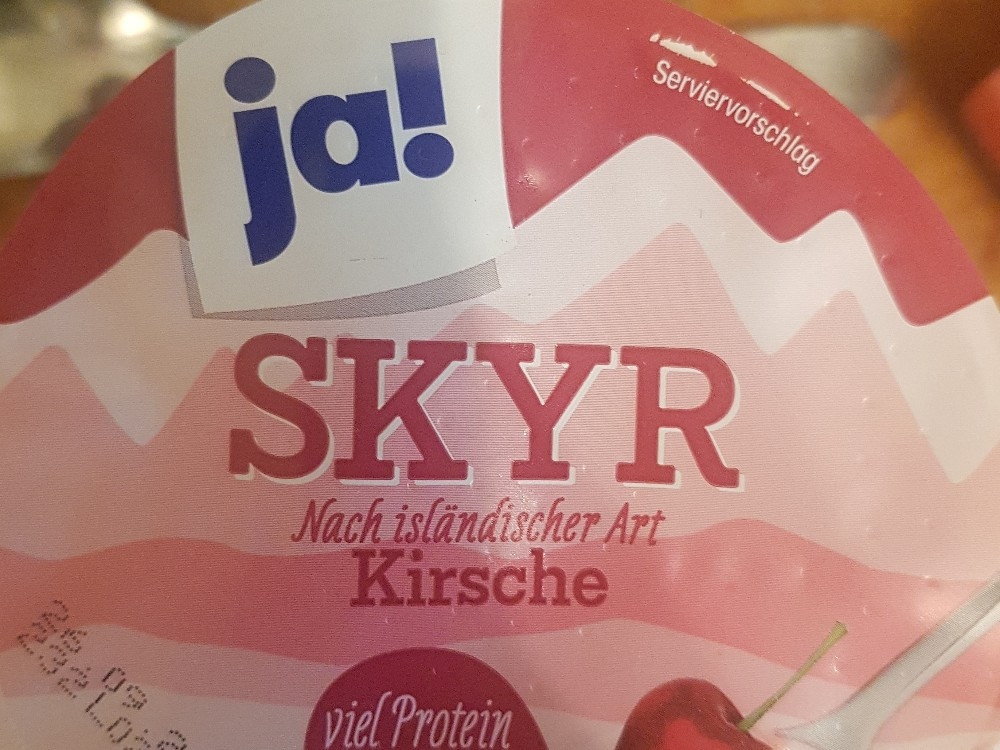 ja!
Serviervorschlag
SKYR
Nach isländischer Art
Kirsche
viel Protein